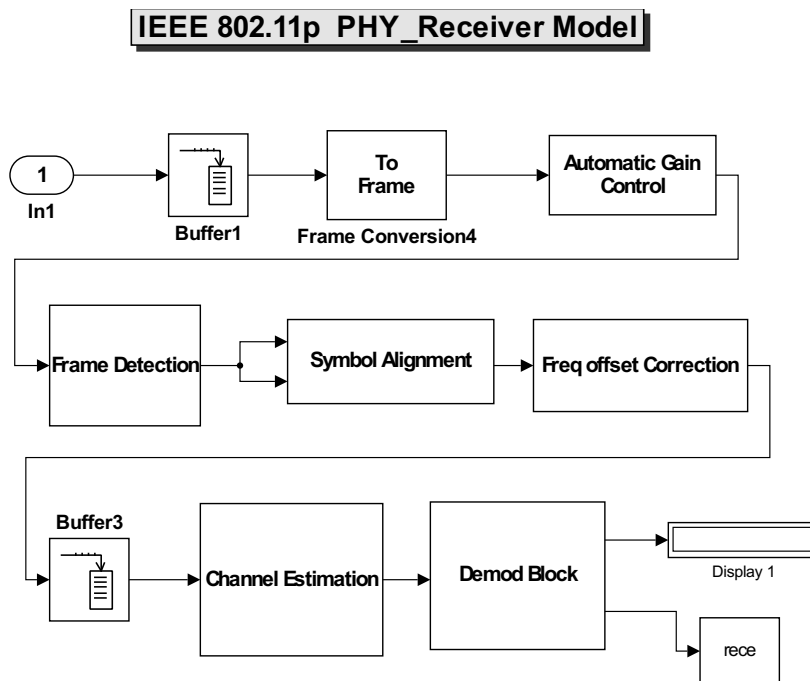 IEEE 802.11p PHY_Receiver Model
1
In1
Buffer1
To
Frame
Frame Conversion4
Automatic Gain
Control
Frame Detection
Symbol Alignment
Freq offset Correction
Buffer3
Channel Estimation
Demod Block
Display 1
rece